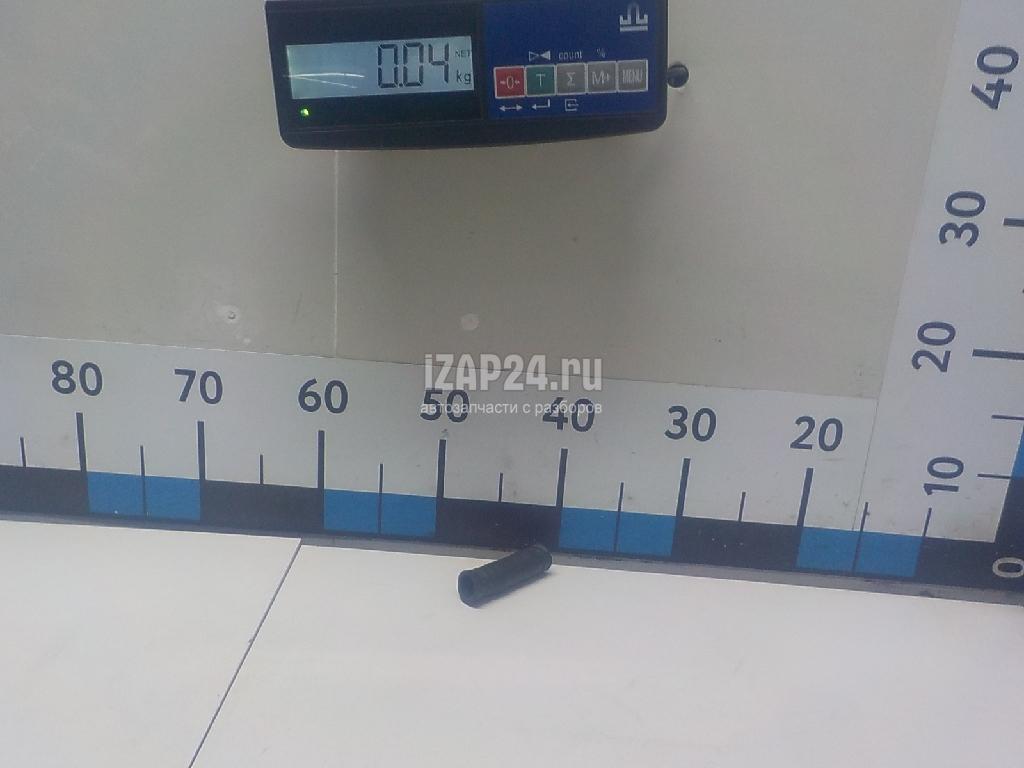 0.04 NET
kg
count %
→0← T Σ M+ MENU
40
30
20
10
0
iZAP24.ru
автозапчасти с разборов
80 70 60 50 40 30 20